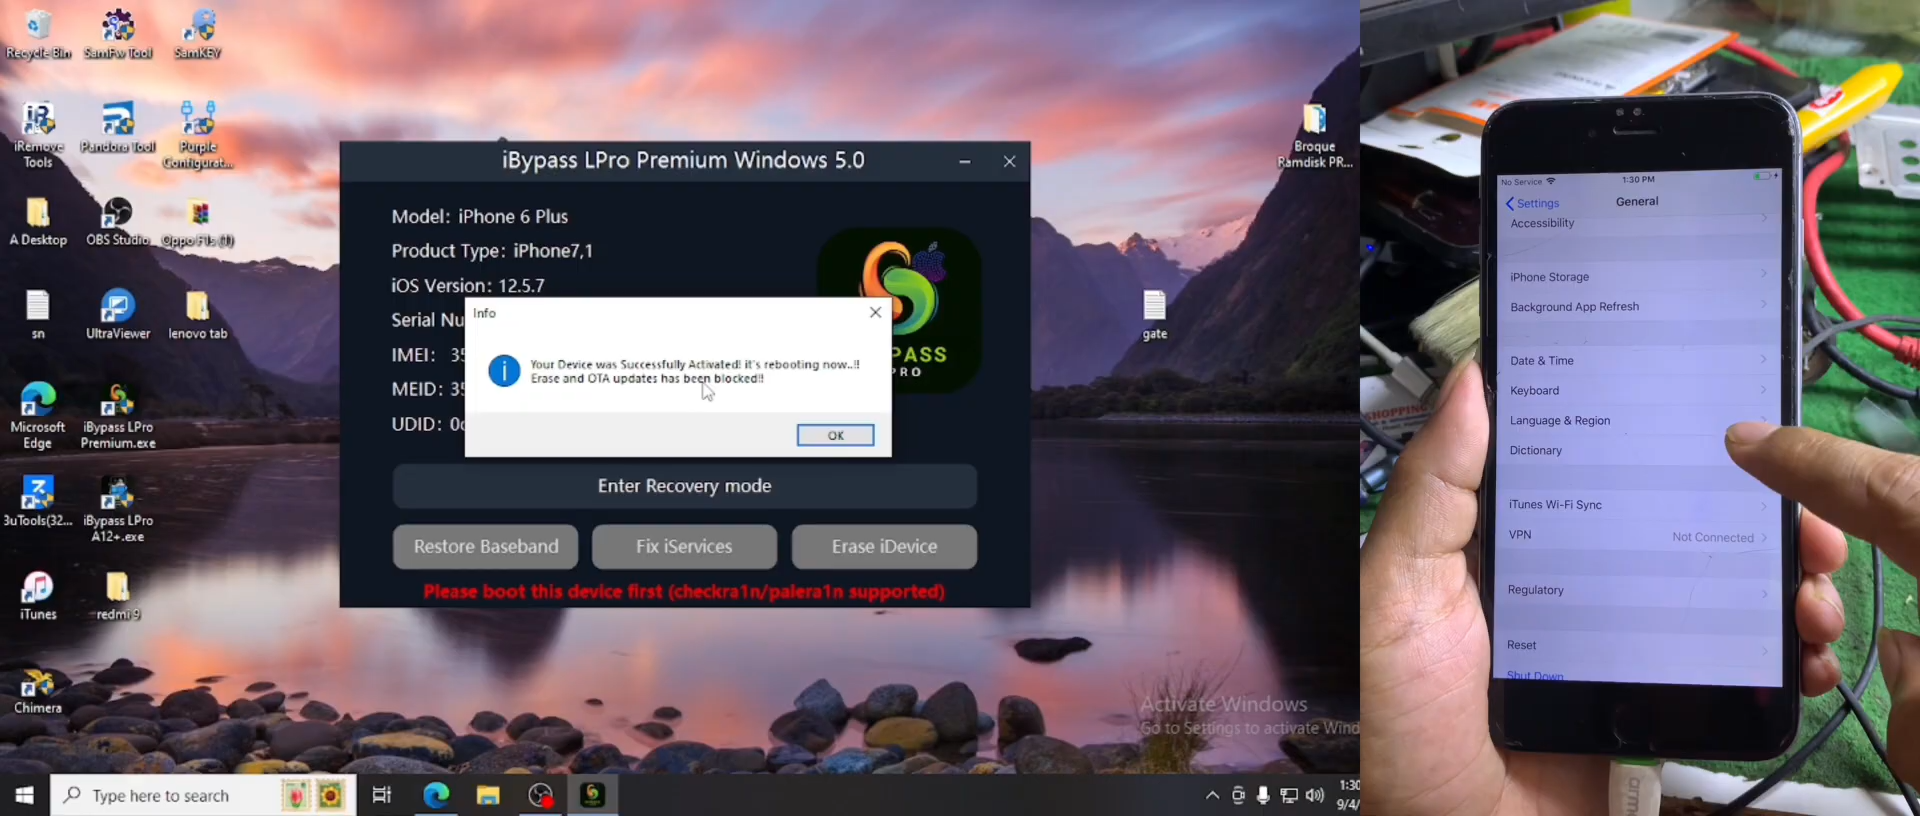 Recycle Bin
SamFw Tool
SamKEY
iRemove Tools
Pandora Tool
Purple Configurat...
A Desktop
OBS Studio
Oppo F1s (1)
sn
UltraViewer
lenovo tab
Microsoft Edge
iBypass LPro Premium.exe
3uTools(32...
iBypass LPro A12+.exe
iTunes
redmi 9
Chimera
Broque Ramdisk PR...
gate
iBypass LPro Premium Windows 5.0
Model: iPhone 6 Plus
Product Type: iPhone7,1
iOS Version: 12.5.7
Serial Nu
IMEI: 35
MEID: 35
UDID: 0
PASS
PRO
Info
Your Device was Successfully Activated! it's rebooting now..!!
Erase and OTA updates has been blocked!!
OK
Enter Recovery mode
Restore Baseband
Fix iServices
Erase iDevice
Please boot this device first (checkra1n/palera1n supported)
Activate Windows
Go to Settings to activate Wind
Type here to search
1:30
9/4/
No Service
1:30 PM
Settings
General
Accessibility
iPhone Storage
Background App Refresh
Date & Time
Keyboard
Language & Region
Dictionary
iTunes Wi-Fi Sync
VPN
Not Connected
Regulatory
Reset
Shut Down
SHOPPING